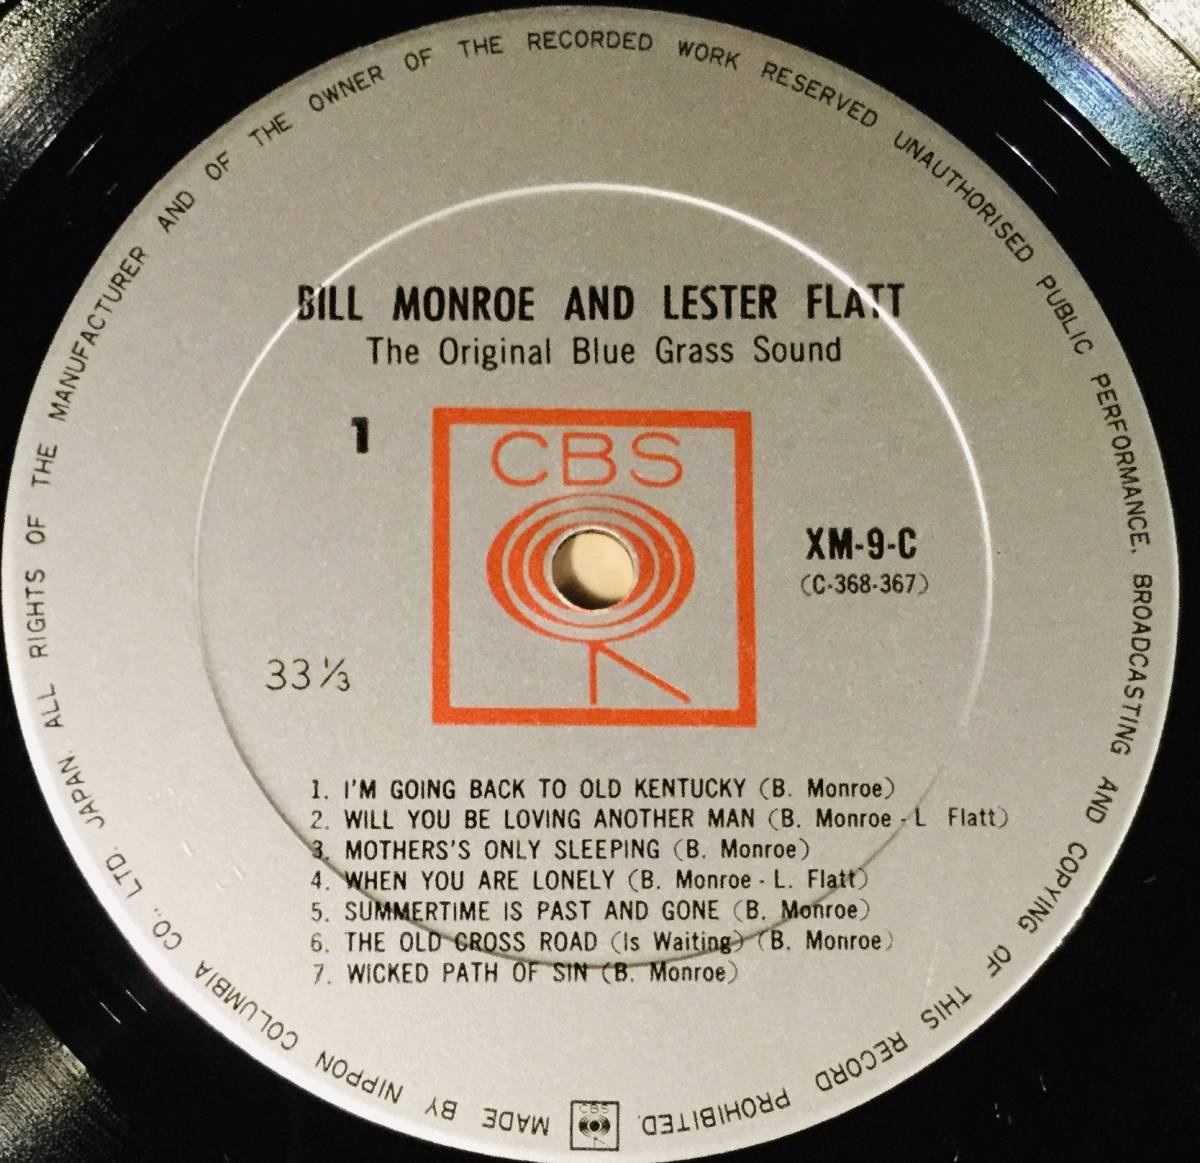 MADE BY NIPPON COLUMBIA CO., LTD. JAPAN. ALL RIGHTS OF THE MANUFACTURER AND OF THE OWNER OF THE RECORDED WORK RESERVED UNAUTHORISED PUBLIC PERFORMANCE. BROADCASTING AND COPYING OF THIS RECORD PROHIBITED.
BILL MONROE AND LESTER FLATT
The Original Blue Grass Sound
1
CBS
XM-9-C
(C-368-367)
33⅓
1. I'M GOING BACK TO OLD KENTUCKY (B. Monroe)
2. WILL YOU BE LOVING ANOTHER MAN (B. Monroe - L Flatt)
3. MOTHERS'S ONLY SLEEPING (B. Monroe)
4. WHEN YOU ARE LONELY (B. Monroe - L. Flatt)
5. SUMMERTIME IS PAST AND GONE (B. Monroe)
6. THE OLD CROSS ROAD (Is Waiting) (B. Monroe)
7. WICKED PATH OF SIN (B. Monroe)
CBS